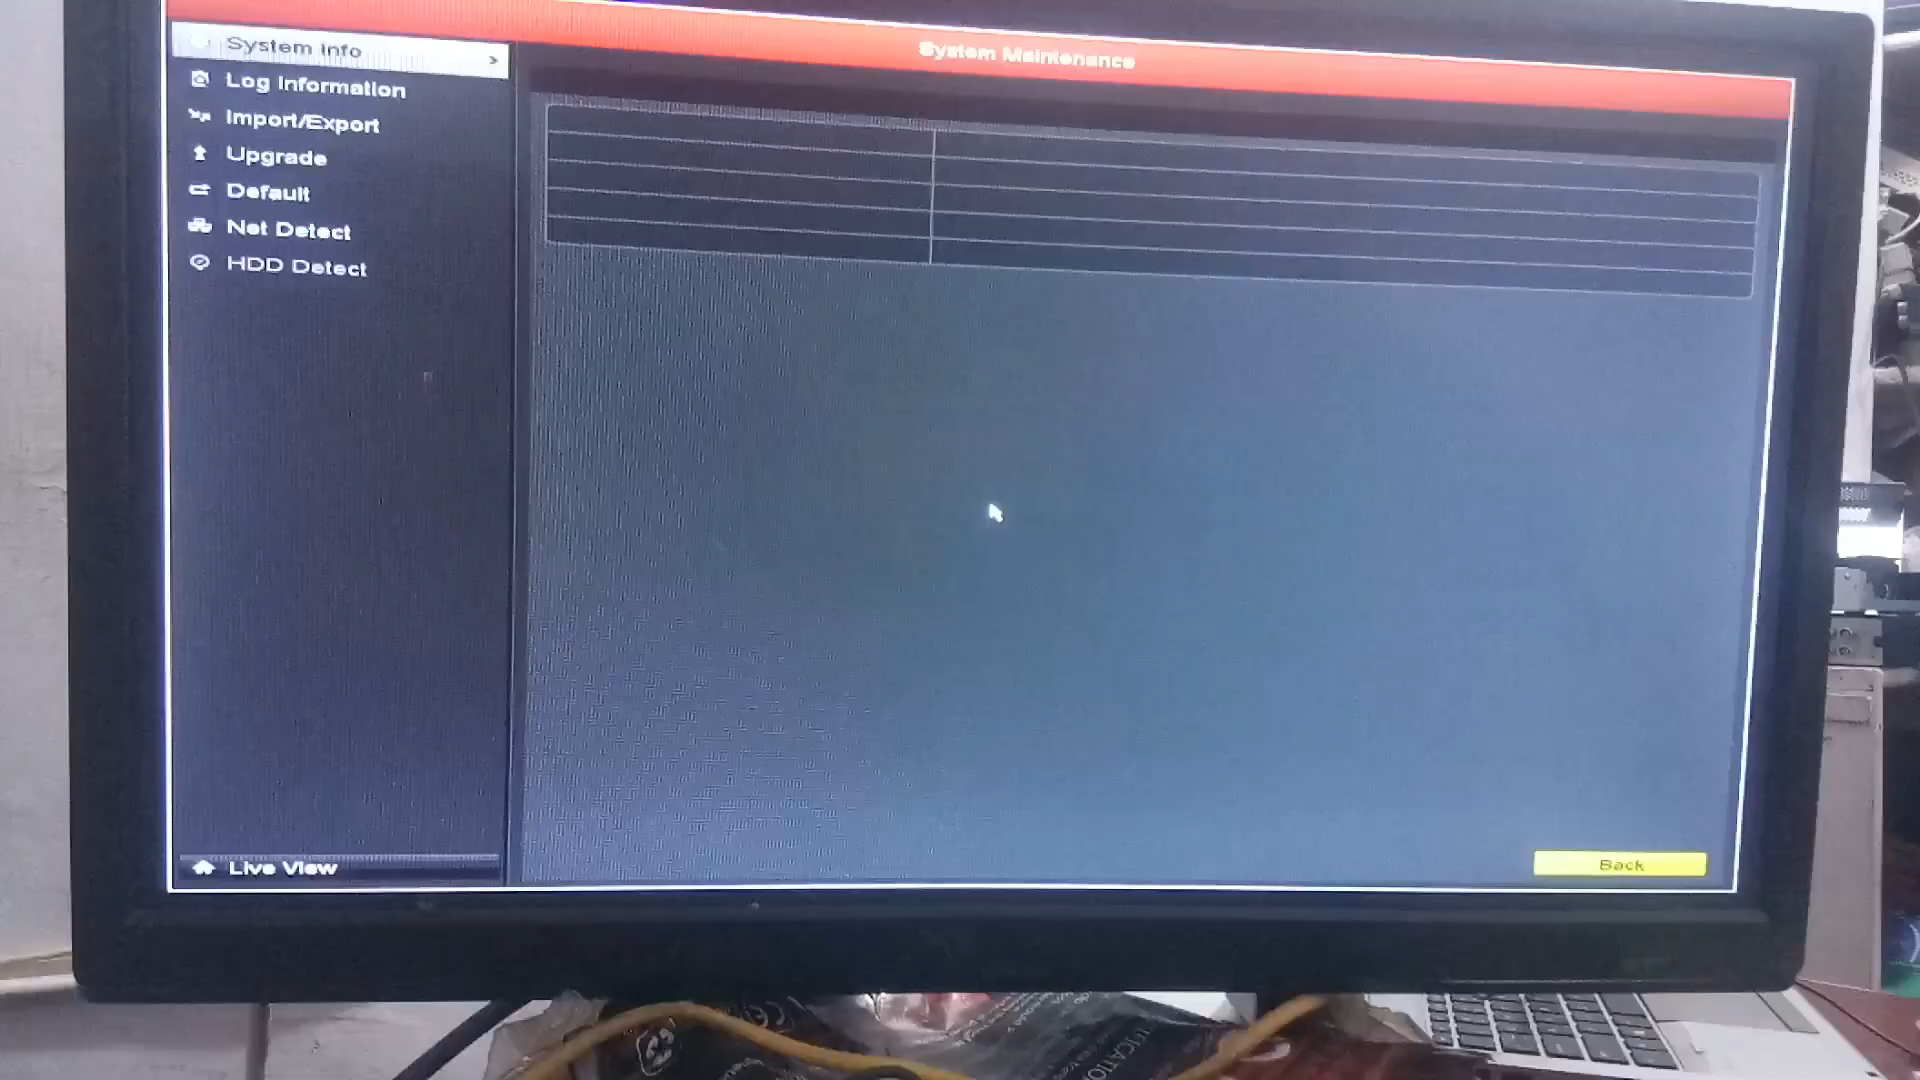 System Maintenance
System Info
Log Information
Import/Export
Upgrade
Default
Net Detect
HDD Detect
Live View
Back